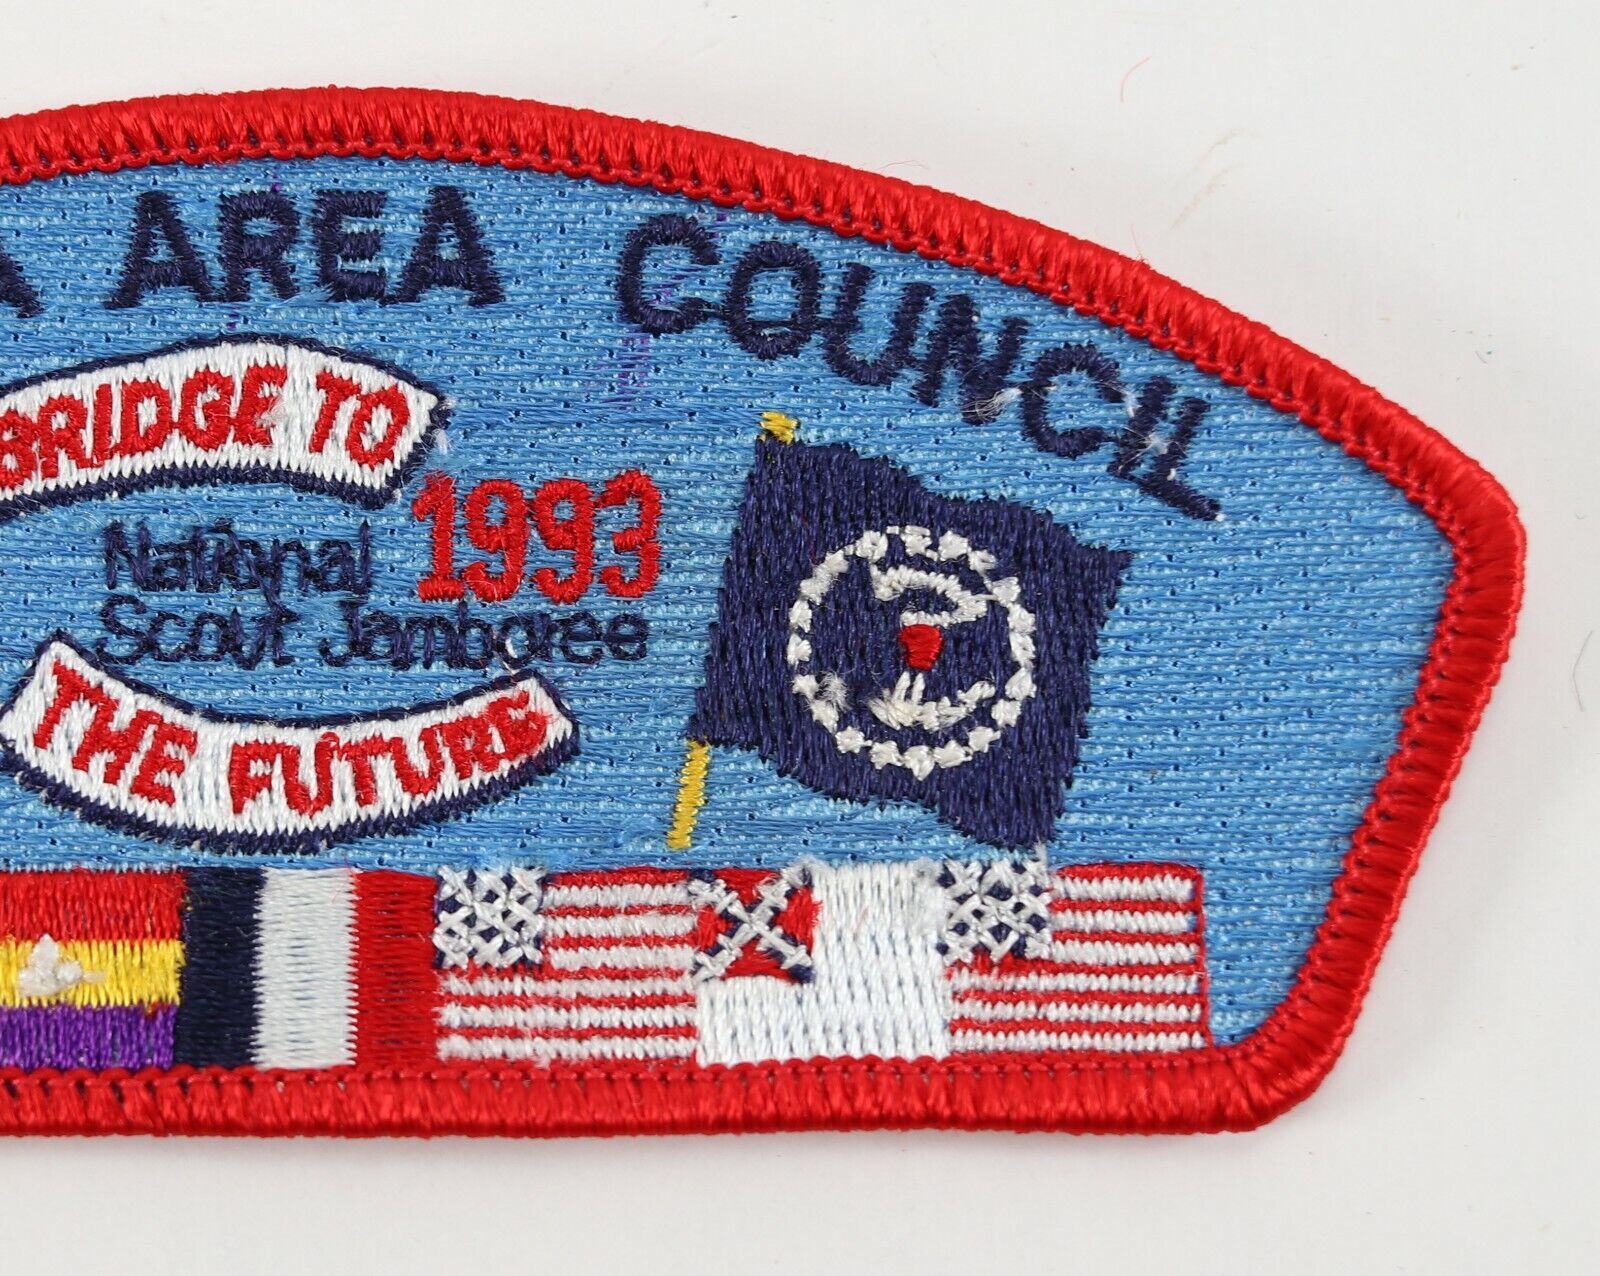 A AREA COUNCIL
BRIDGE TO
1993
National
Scout Jamboree
THE FUTURE